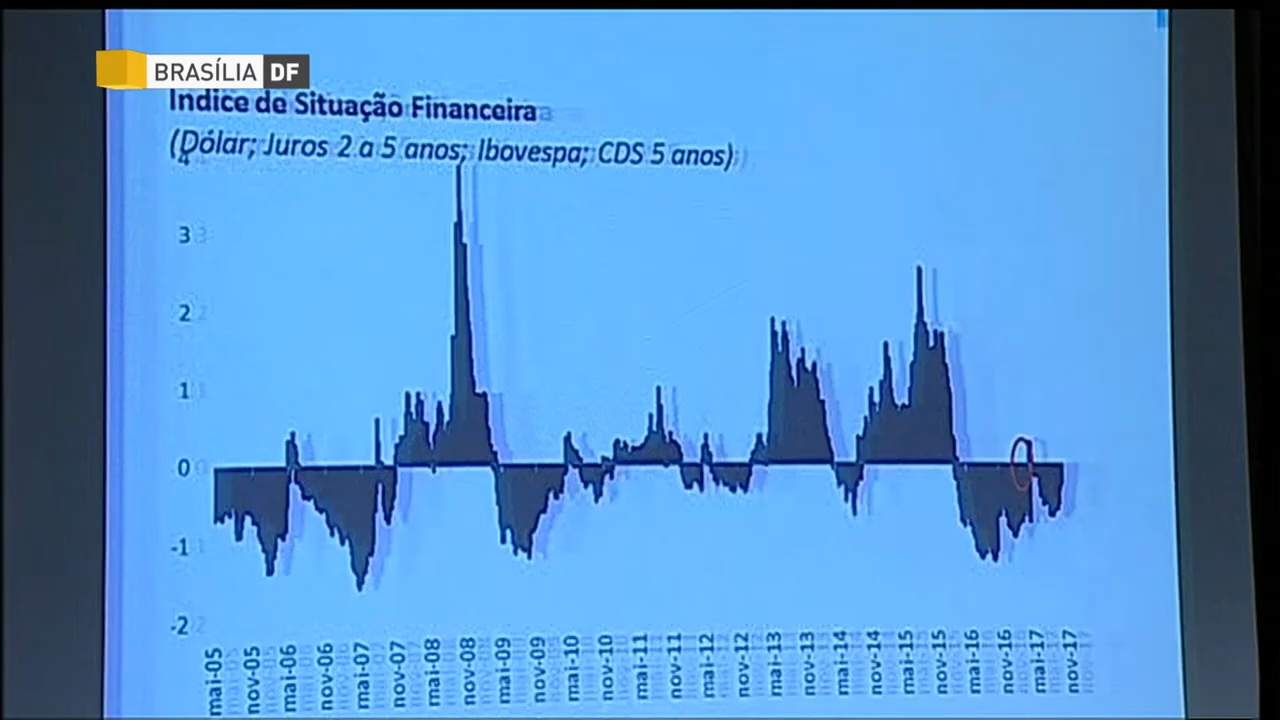 BRASÍLIA DF
Índice de Situação Financeira
(Dólar; Juros 2 a 5 anos; Ibovespa; CDS 5 anos)
4
3
2
1
0
-1
-2
mai-05
nov-05
mai-06
nov-06
mai-07
nov-07
mai-08
nov-08
mai-09
nov-09
mai-10
nov-10
mai-11
nov-11
mai-12
nov-12
mai-13
nov-13
mai-14
nov-14
mai-15
nov-15
mai-16
nov-16
mai-17
nov-17